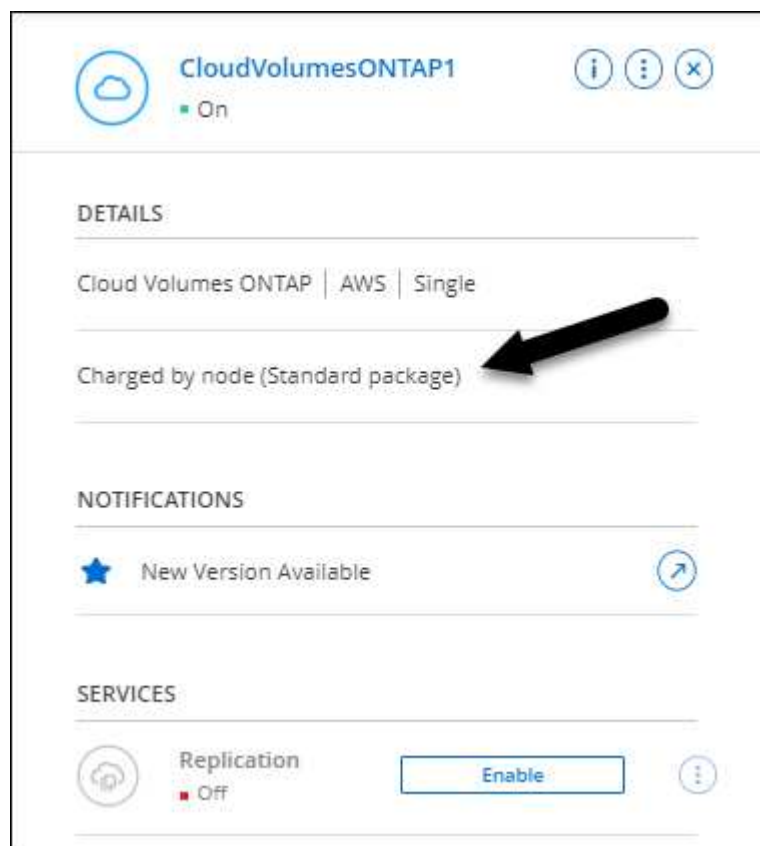 CloudVolumesONTAP1
On
DETAILS
Cloud Volumes ONTAP | AWS | Single
Charged by node (Standard package)
NOTIFICATIONS
New Version Available
SERVICES
Replication
Enable
Off